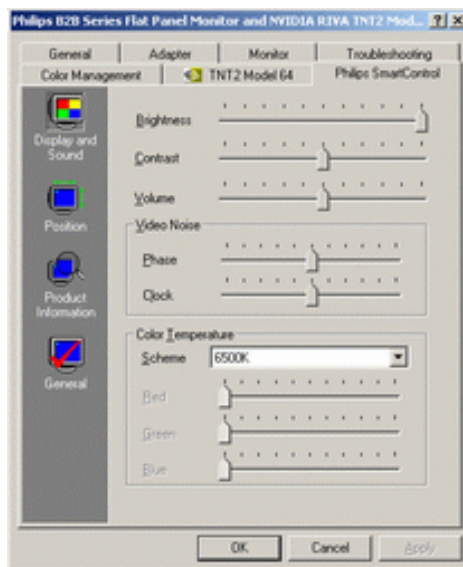 Philips B2B Series Flat Panel Monitor and NVIDIA RIVA TNT2 Mod...
General Adapter Monitor Troubleshooting
Color Management TNT2 Model 64 Philips SmartControl
Display and
Sound
Position
Product
Information
General
Brightness
Contrast
Volume
Video Noise
Phase
Clock
Color Temperature
Scheme 6500K
Red
Green
Blue
OK Cancel Apply